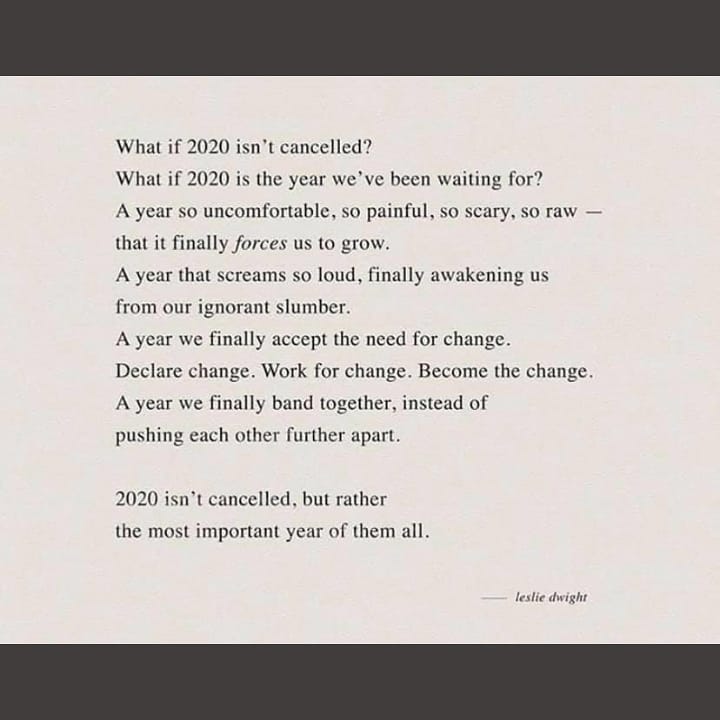 What if 2020 isn’t cancelled?
What if 2020 is the year we’ve been waiting for?
A year so uncomfortable, so painful, so scary, so raw —
that it finally forces us to grow.
A year that screams so loud, finally awakening us
from our ignorant slumber.
A year we finally accept the need for change.
Declare change. Work for change. Become the change.
A year we finally band together, instead of
pushing each other further apart.
2020 isn’t cancelled, but rather
the most important year of them all.
— leslie dwight